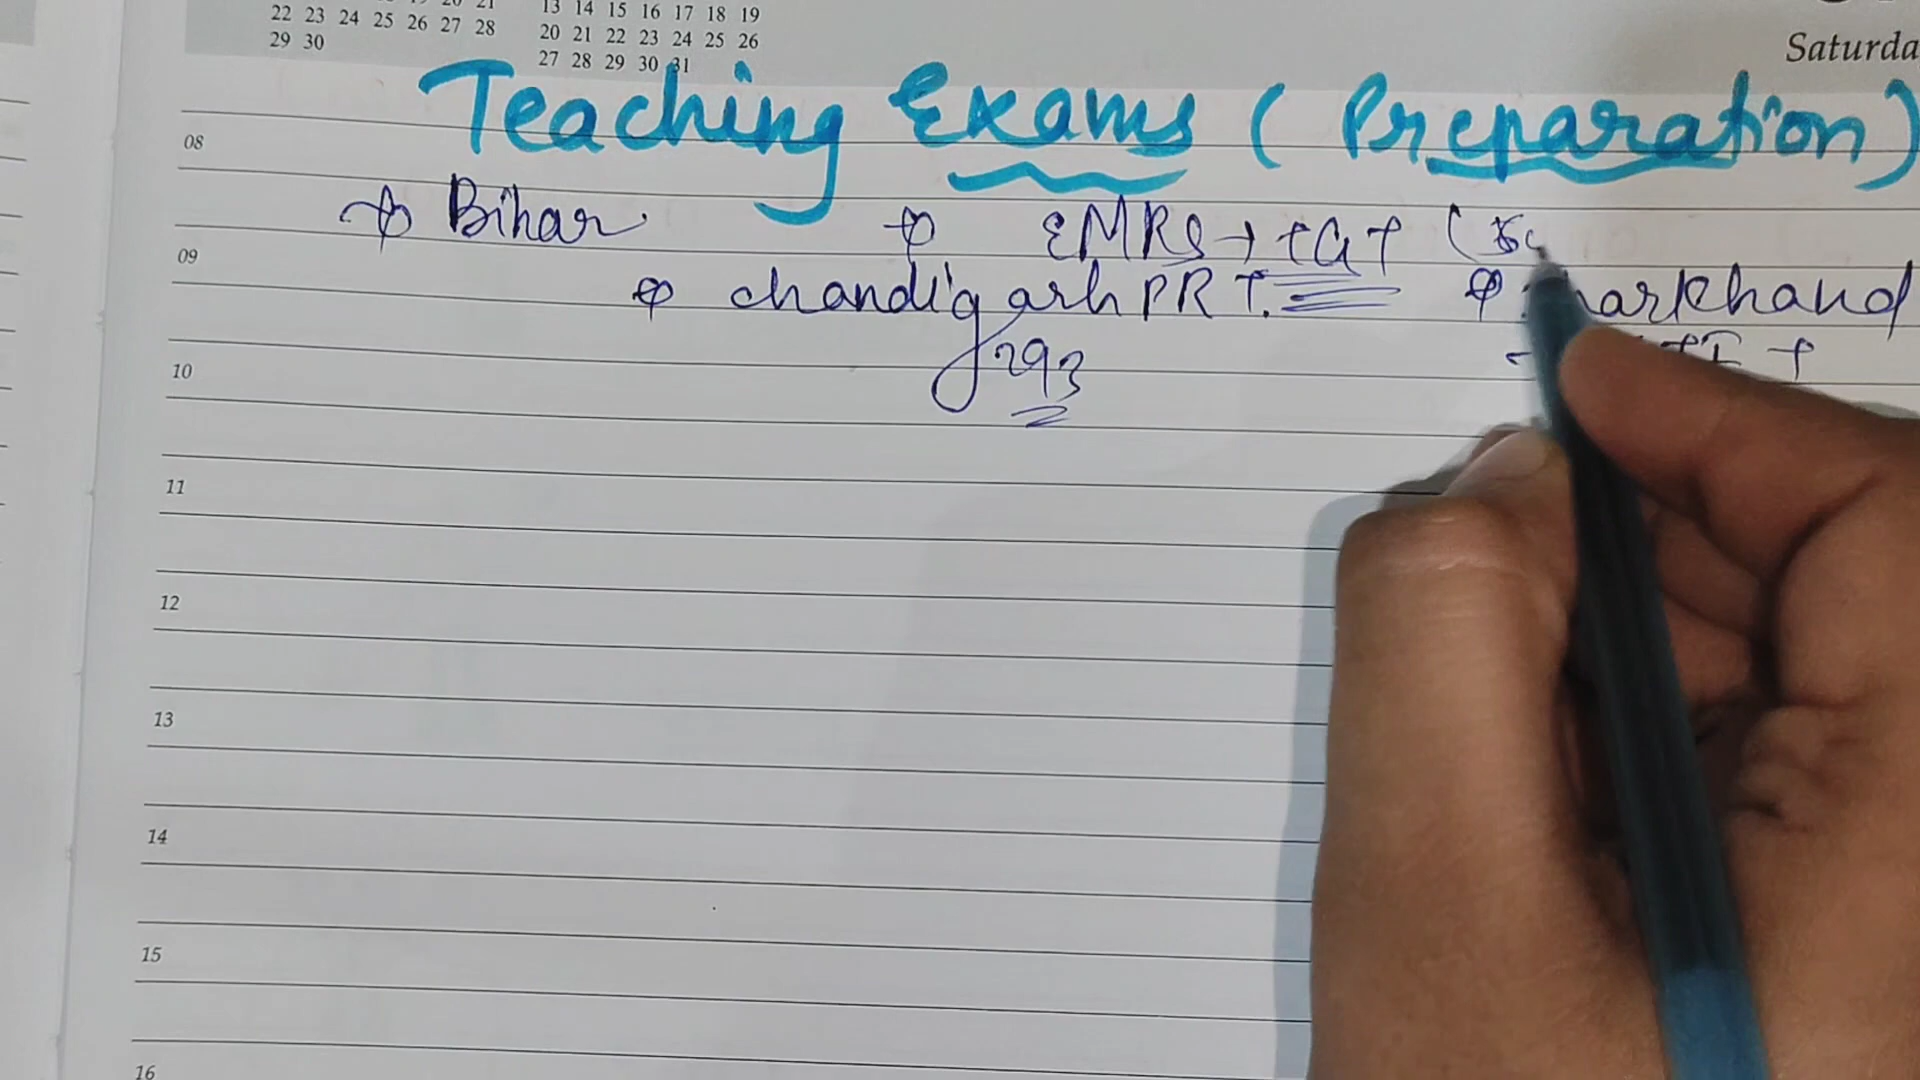 22 23 24 25 26 27 28
29 30
13 14 15 16 17 18 19
20 21 22 23 24 25 26
27 28 29 30 31
Saturda
Teaching Exams (Preparation)
08
Bihar
EMRS → TGT (
09
chandigarh PRT.
harkhand
293
10
11
12
13
14
15
16